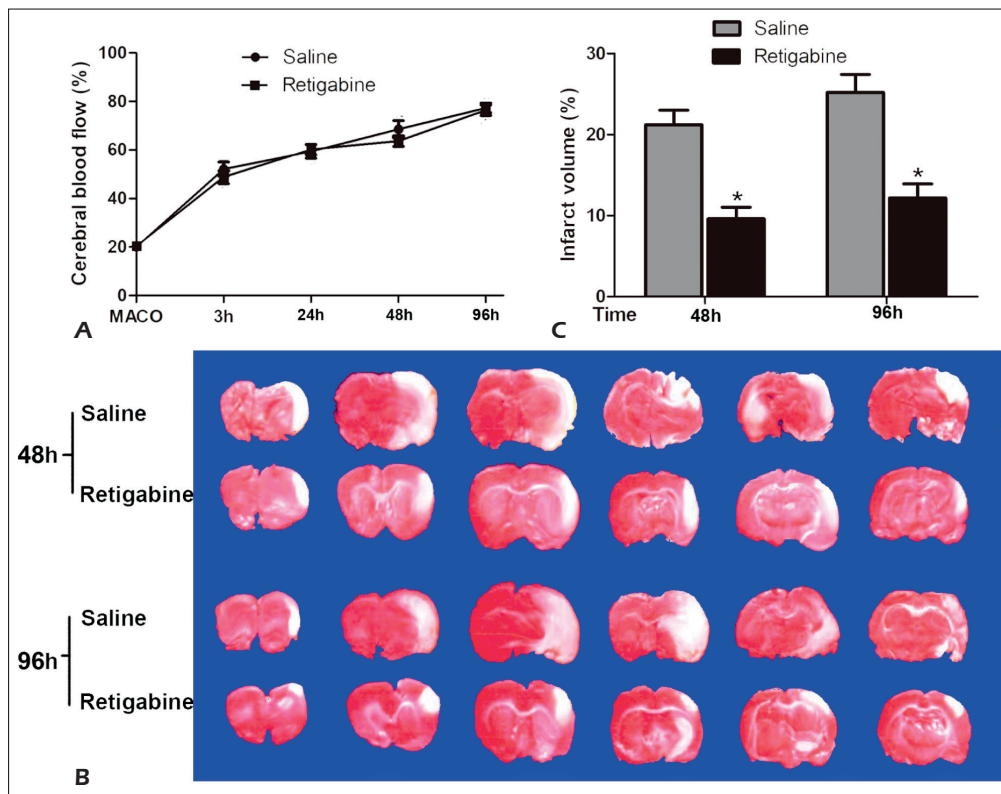 Cerebral blood flow (%)
100
80
60
40
20
0
Saline
Retigabine
MACO 3h 24h 48h 96h
A
Infarct volume (%)
30
20
10
0
Saline
Retigabine
*
*
Time 48h 96h
C
48h
Saline
Retigabine
96h
Saline
Retigabine
B